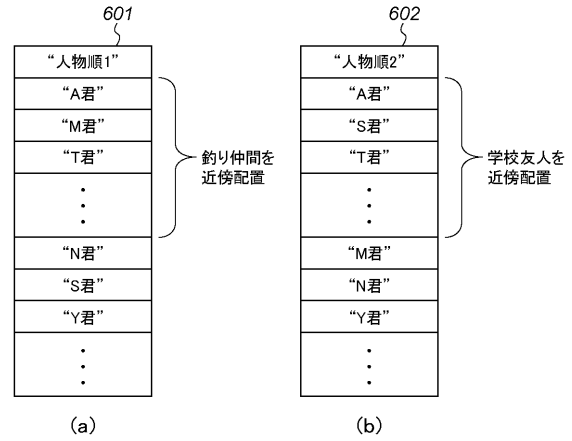 601
“人物順1”
“A君”
“M君”
“T君”
釣り仲間を
近傍配置
“N君”
“S君”
“Y君”
(a)
602
“人物順2”
“A君”
“S君”
“T君”
学校友人を
近傍配置
“M君”
“N君”
“Y君”
(b)